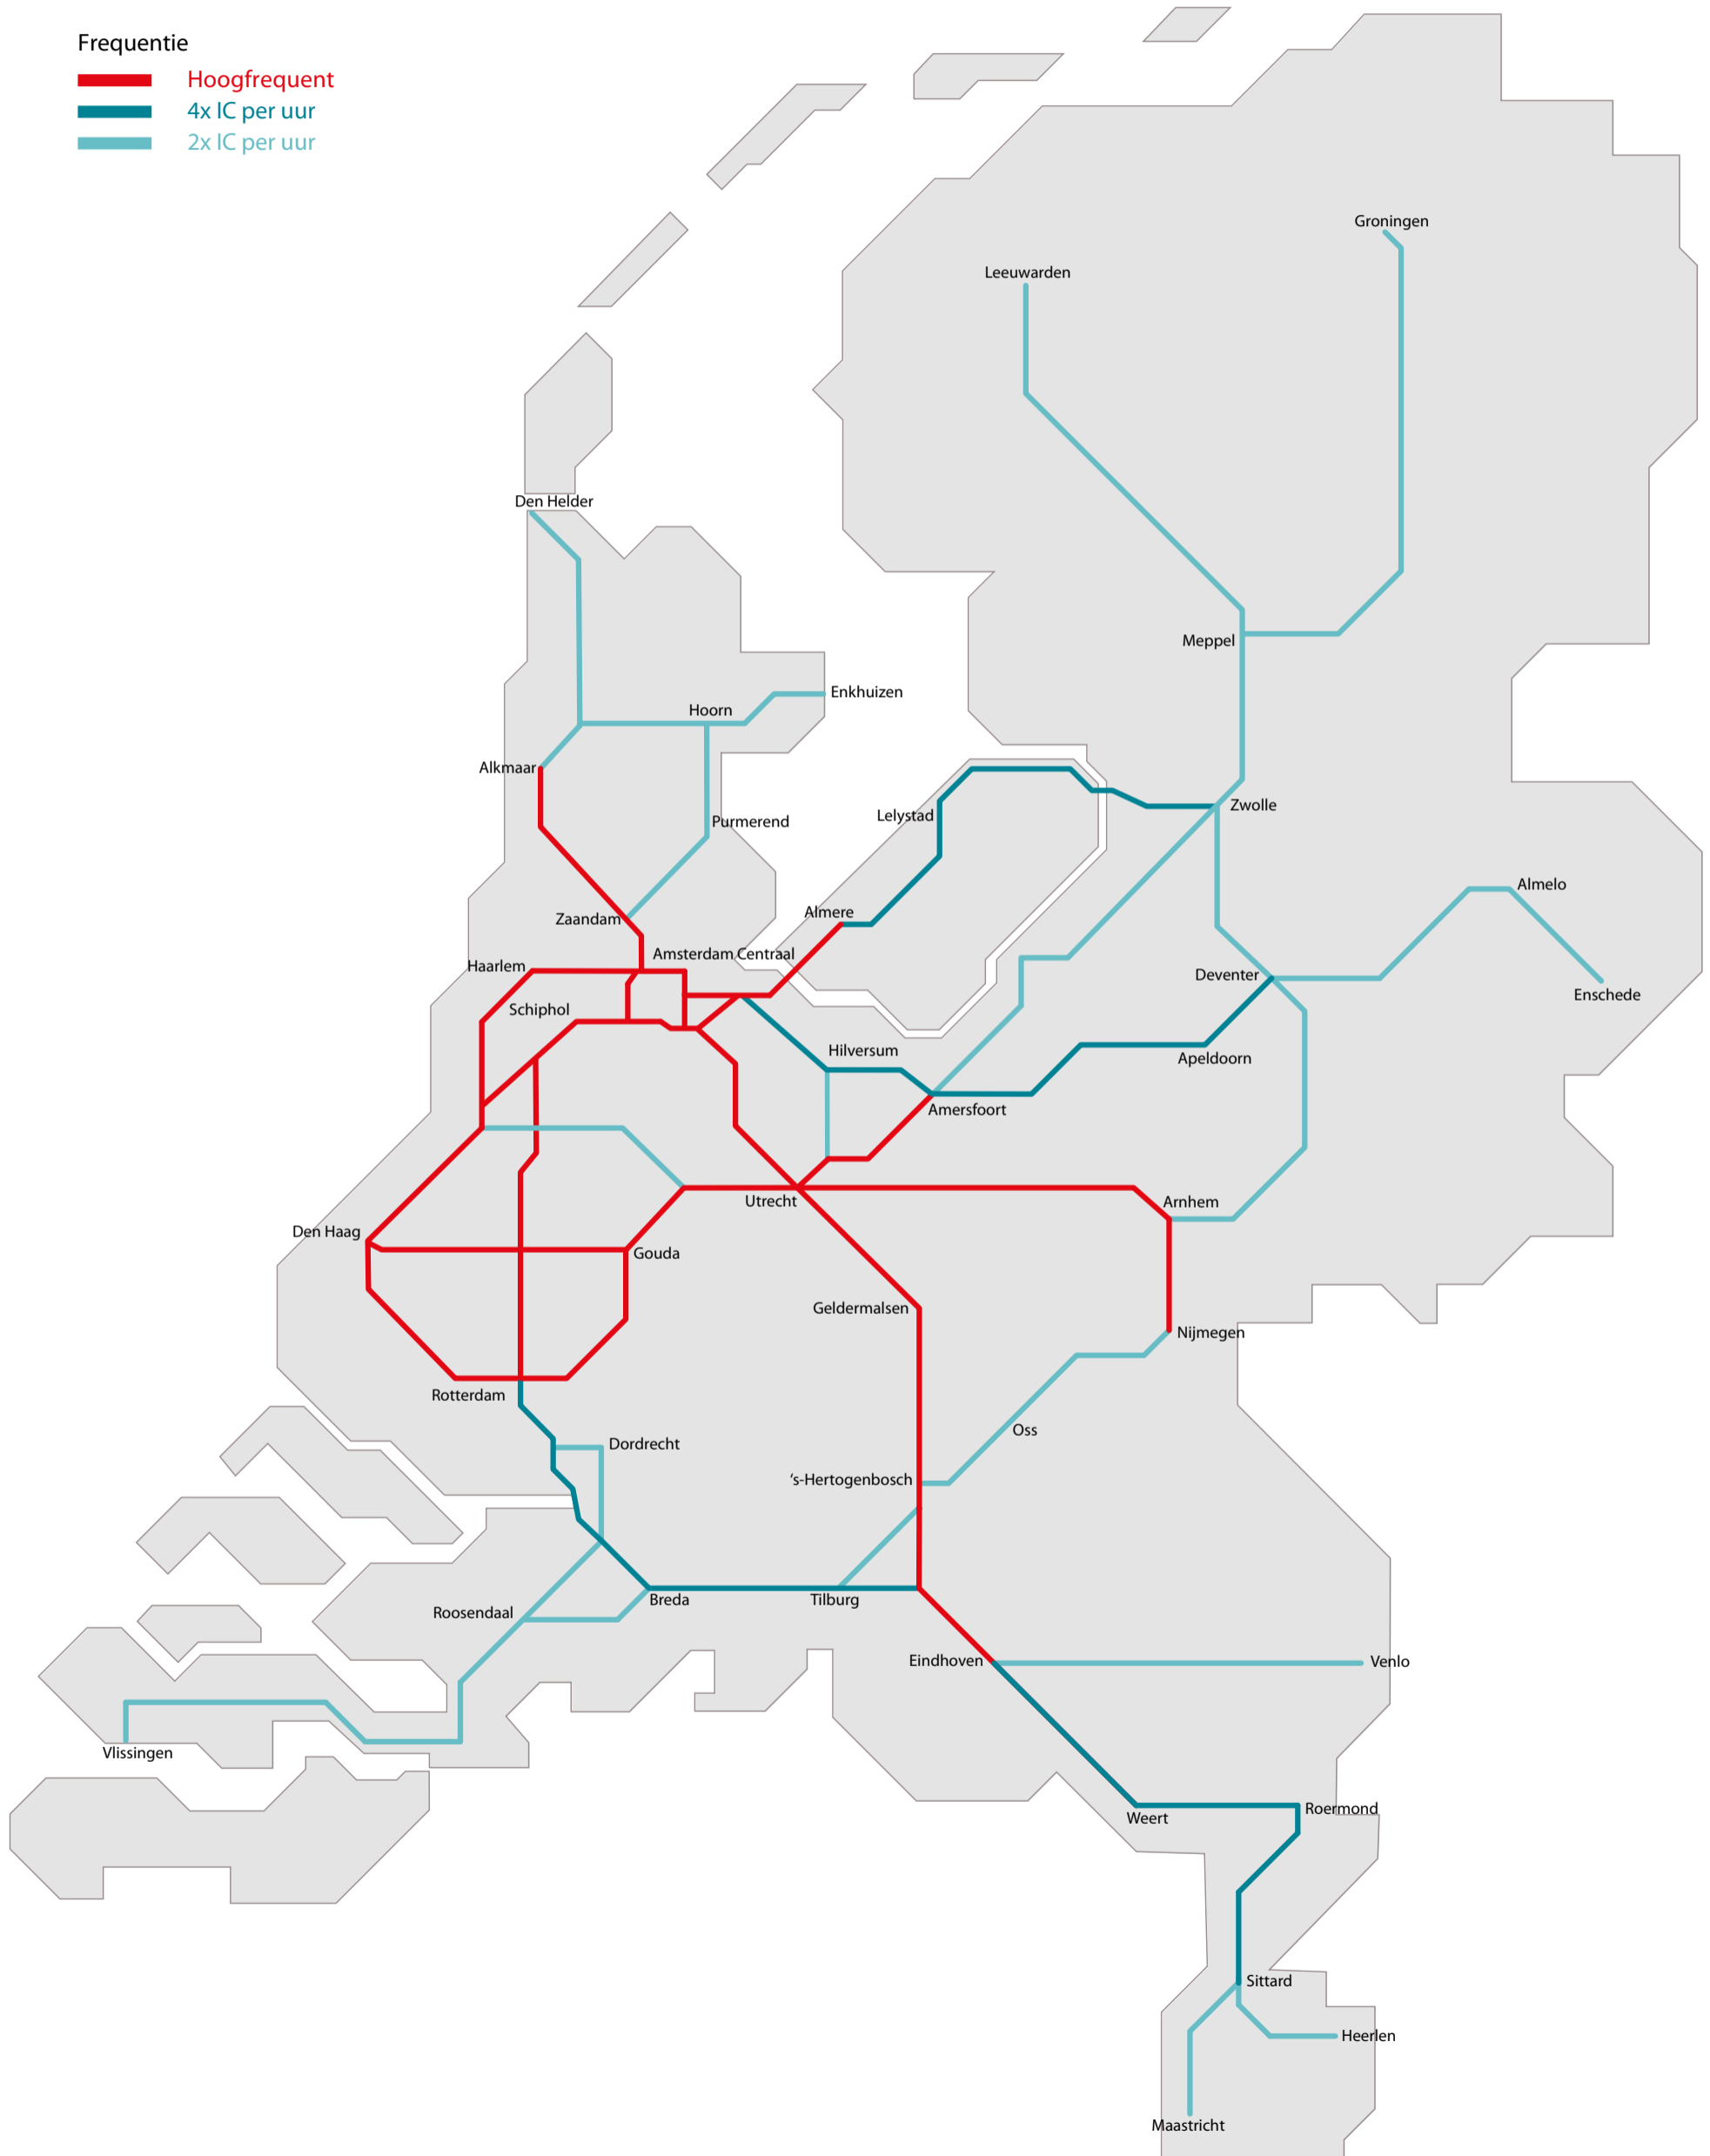 Frequentie
Hoogfrequent
4x IC per uur
2x IC per uur
Groningen
Leeuwarden
Den Helder
Meppel
Enkhuizen
Hoorn
Alkmaar
Zwolle
Lelystad
Purmerend
Almelo
Almere
Zaandam
Amsterdam Centraal
Haarlem
Deventer
Enschede
Schiphol
Hilversum
Apeldoorn
Amersfoort
Utrecht
Arnhem
Den Haag
Gouda
Geldermalsen
Nijmegen
Rotterdam
Oss
Dordrecht
‘s-Hertogenbosch
Breda
Tilburg
Roosendaal
Eindhoven
Venlo
Vlissingen
Roermond
Weert
Sittard
Heerlen
Maastricht